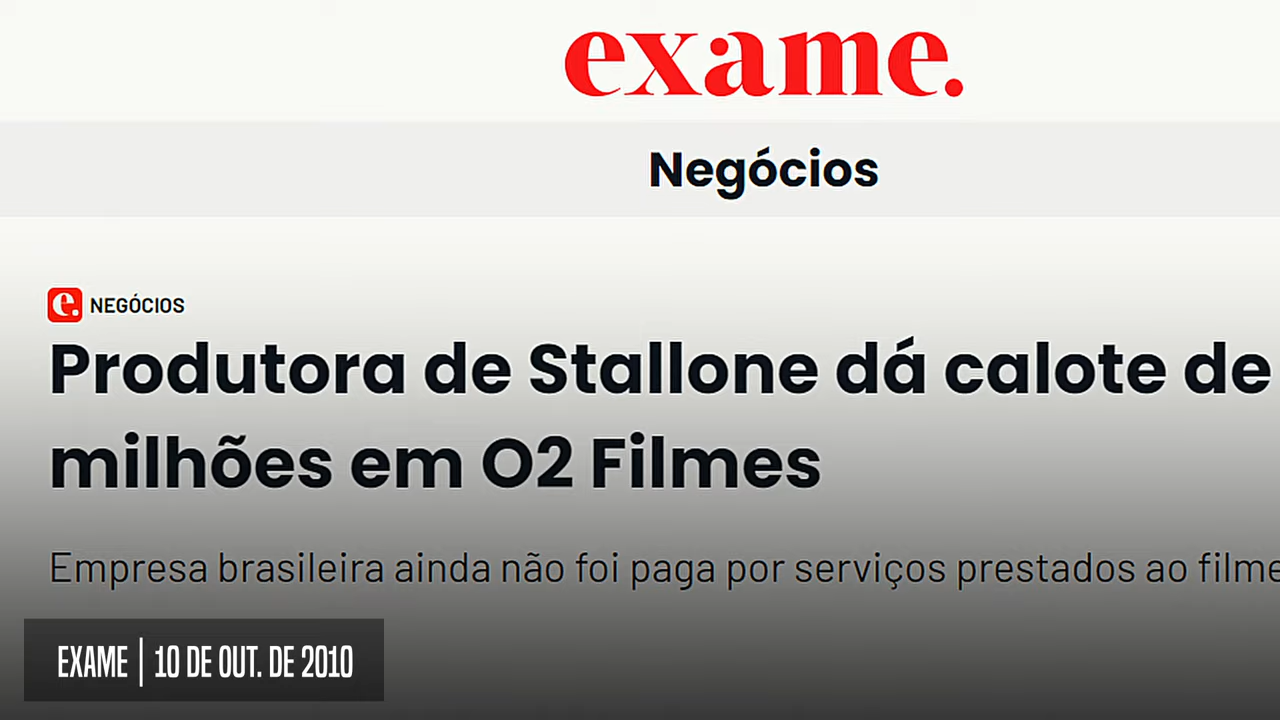 exame.
Negócios
e. NEGÓCIOS
Produtora de Stallone dá calote de
milhões em O2 Filmes
Empresa brasileira ainda não foi paga por serviços prestados ao filme
EXAME | 10 DE OUT. DE 2010